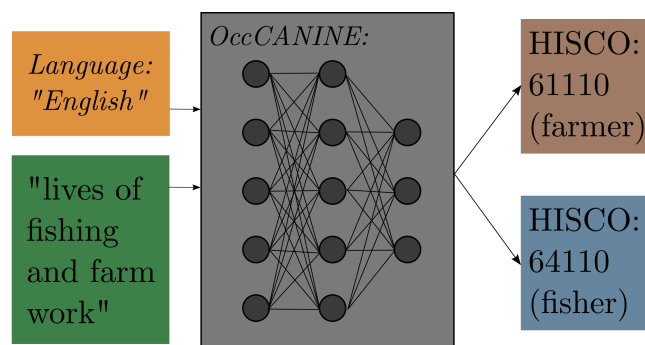 Language:
"English"
"lives of
fishing
and farm
work"
OccCANINE:
HISCO:
61110
(farmer)
HISCO:
64110
(fisher)